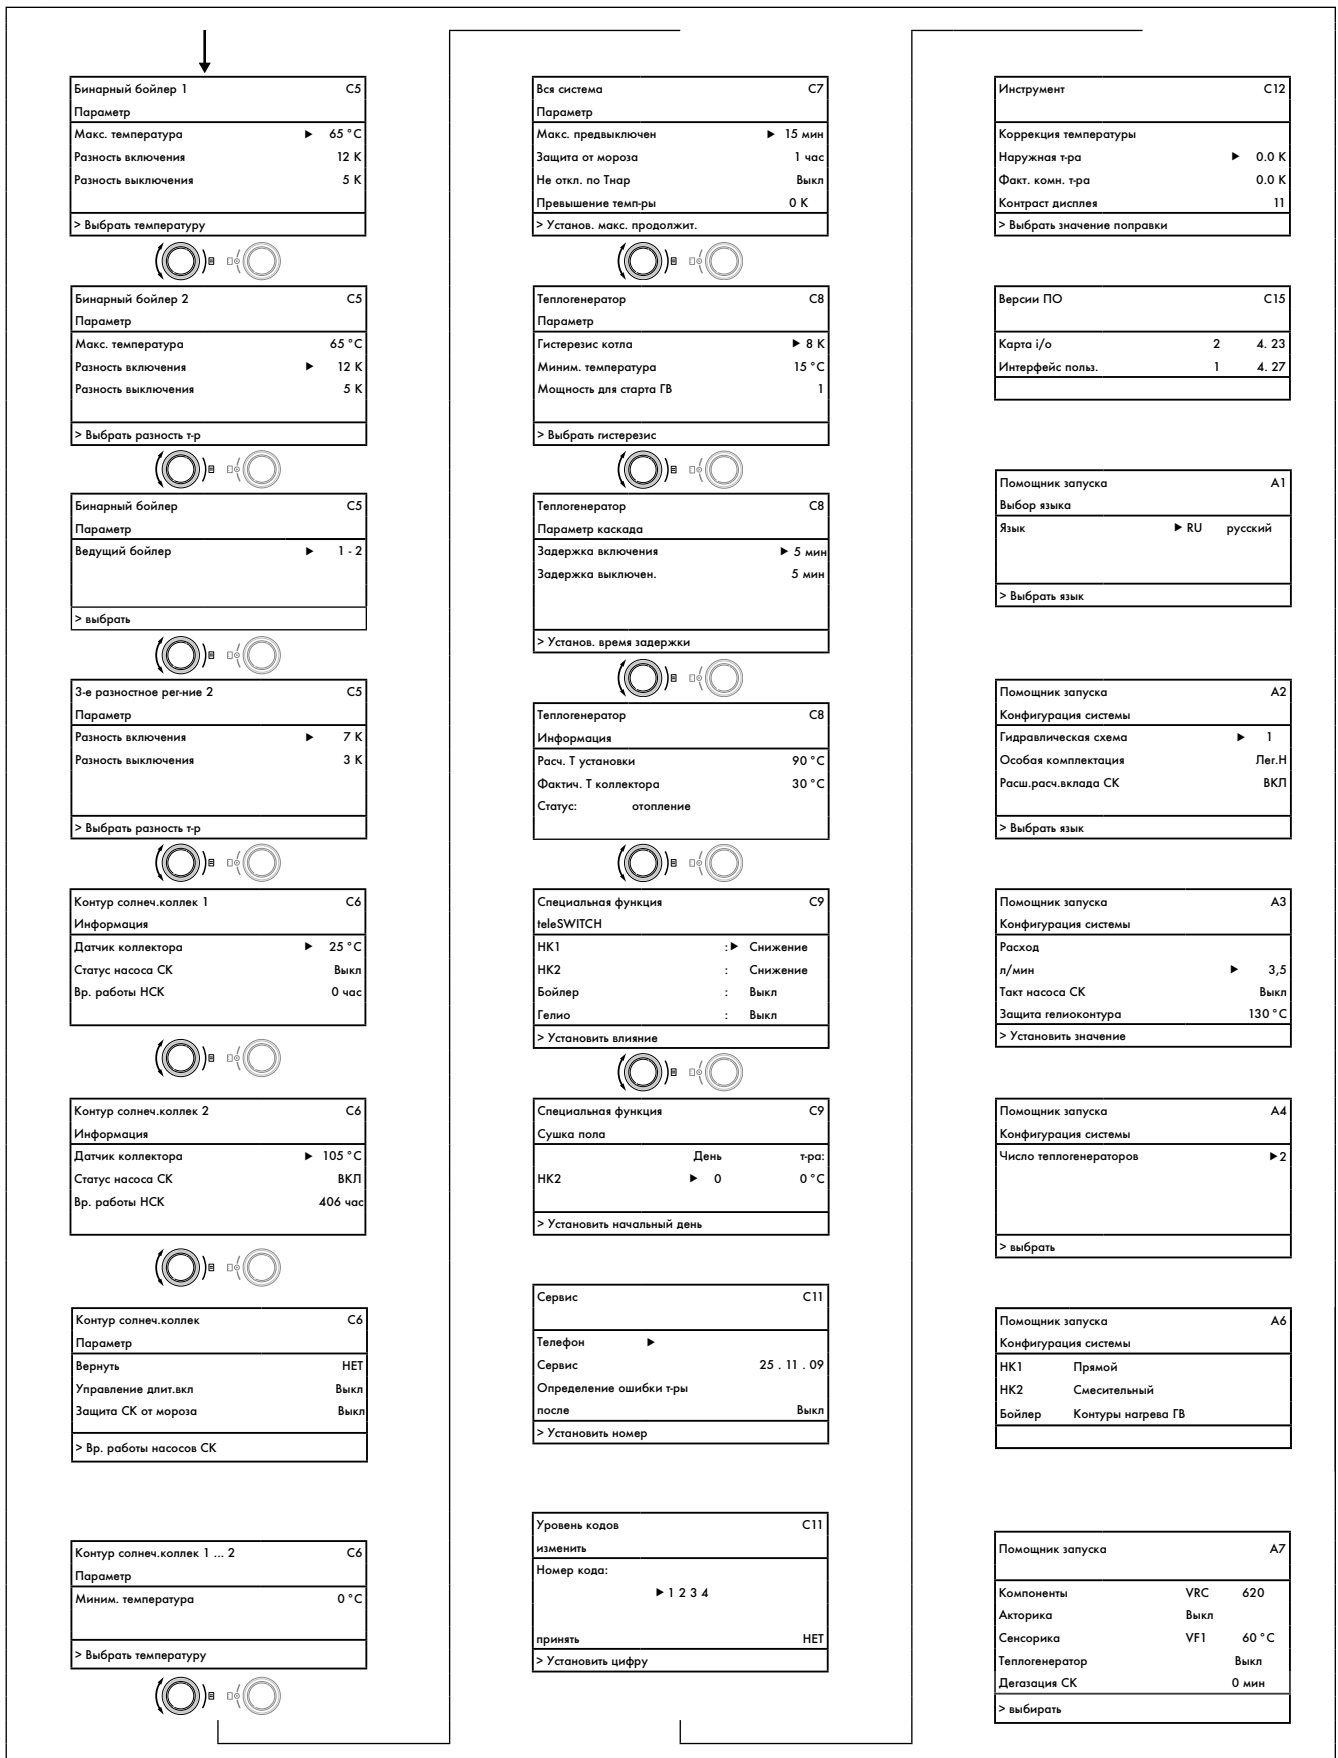 Бинарный бойлер 1 C5
Параметр
Макс. температура ▶ 65 °C
Разность включения 12 K
Разность выключения 5 K
> Выбрать температуру
Бинарный бойлер 2 C5
Параметр
Макс. температура 65 °C
Разность включения ▶ 12 K
Разность выключения 5 K
> Выбрать разность т-р
Бинарный бойлер C5
Параметр
Ведущий бойлер ▶ 1 - 2
> выбрать
3-е разностное рег-ние 2 C5
Параметр
Разность включения ▶ 7 K
Разность выключения 3 K
> Выбрать разность т-р
Контур солнеч.коллек 1 C6
Информация
Датчик коллектора ▶ 25 °C
Статус насоса СК Выкл
Вр. работы НСК 0 час
Контур солнеч.коллек 2 C6
Информация
Датчик коллектора ▶ 105 °C
Статус насоса СК ВКЛ
Вр. работы НСК 406 час
Контур солнеч.коллек C6
Параметр
Вернуть НЕТ
Управление длит.вкл Выкл
Защита СК от мороза Выкл
> Вр. работы насосов СК
Контур солнеч.коллек 1 ... 2 C6
Параметр
Миним. температура 0 °C
> Выбрать температуру
Вся система C7
Параметр
Макс. предвыключен ▶ 15 мин
Защита от мороза 1 час
Не откл. по Тнар Выкл
Превышение темп-ры 0 K
> Установ. макс. продолжит.
Теплогенератор C8
Параметр
Гистерезис котла ▶ 8 K
Миним. температура 15 °C
Мощность для старта ГВ 1
> Выбрать гистерезис
Теплогенератор C8
Параметр каскада
Задержка включения ▶ 5 мин
Задержка выключен. 5 мин
> Установ. время задержки
Теплогенератор C8
Информация
Расч. Т установки 90 °C
Фактич. Т коллектора 30 °C
Статус: отопление
Специальная функция C9
teleSWITCH
НК1 :▶ Снижение
НК2 : Снижение
Бойлер : Выкл
Гелио : Выкл
> Установить влияние
Специальная функция C9
Сушка пола
День т-ра:
НК2 ▶ 0 0 °C
> Установить начальный день
Сервис C11
Телефон ▶
Сервис 25 . 11 . 09
Определение ошибки т-ры
после Выкл
> Установить номер
Уровень кодов C11
изменить
Номер кода:
▶ 1 2 3 4
принять НЕТ
> Установить цифру
Инструмент C12
Коррекция температуры
Наружная т-ра ▶ 0.0 K
Факт. комн. т-ра 0.0 K
Контраст дисплея 11
> Выбрать значение поправки
Версии ПО C15
Карта i/o 2 4. 23
Интерфейс польз. 1 4. 27
Помощник запуска A1
Выбор языка
Язык ▶ RU русский
> Выбрать язык
Помощник запуска A2
Конфигурация системы
Гидравлическая схема ▶ 1
Особая комплектация Лег.Н
Расш.расч.вклада СК ВКЛ
> Выбрать язык
Помощник запуска A3
Конфигурация системы
Расход
л/мин ▶ 3,5
Такт насоса СК Выкл
Защита гелиоконтура 130 °C
> Установить значение
Помощник запуска A4
Конфигурация системы
Число теплогенераторов ▶2
> выбрать
Помощник запуска A6
Конфигурация системы
НК1 Прямой
НК2 Смесительный
Бойлер Контуры нагрева ГВ
Помощник запуска A7
Компоненты VRC 620
Акторика Выкл
Сенсорика VF1 60 °C
Теплогенератор Выкл
Дегазация СК 0 мин
> выбирать